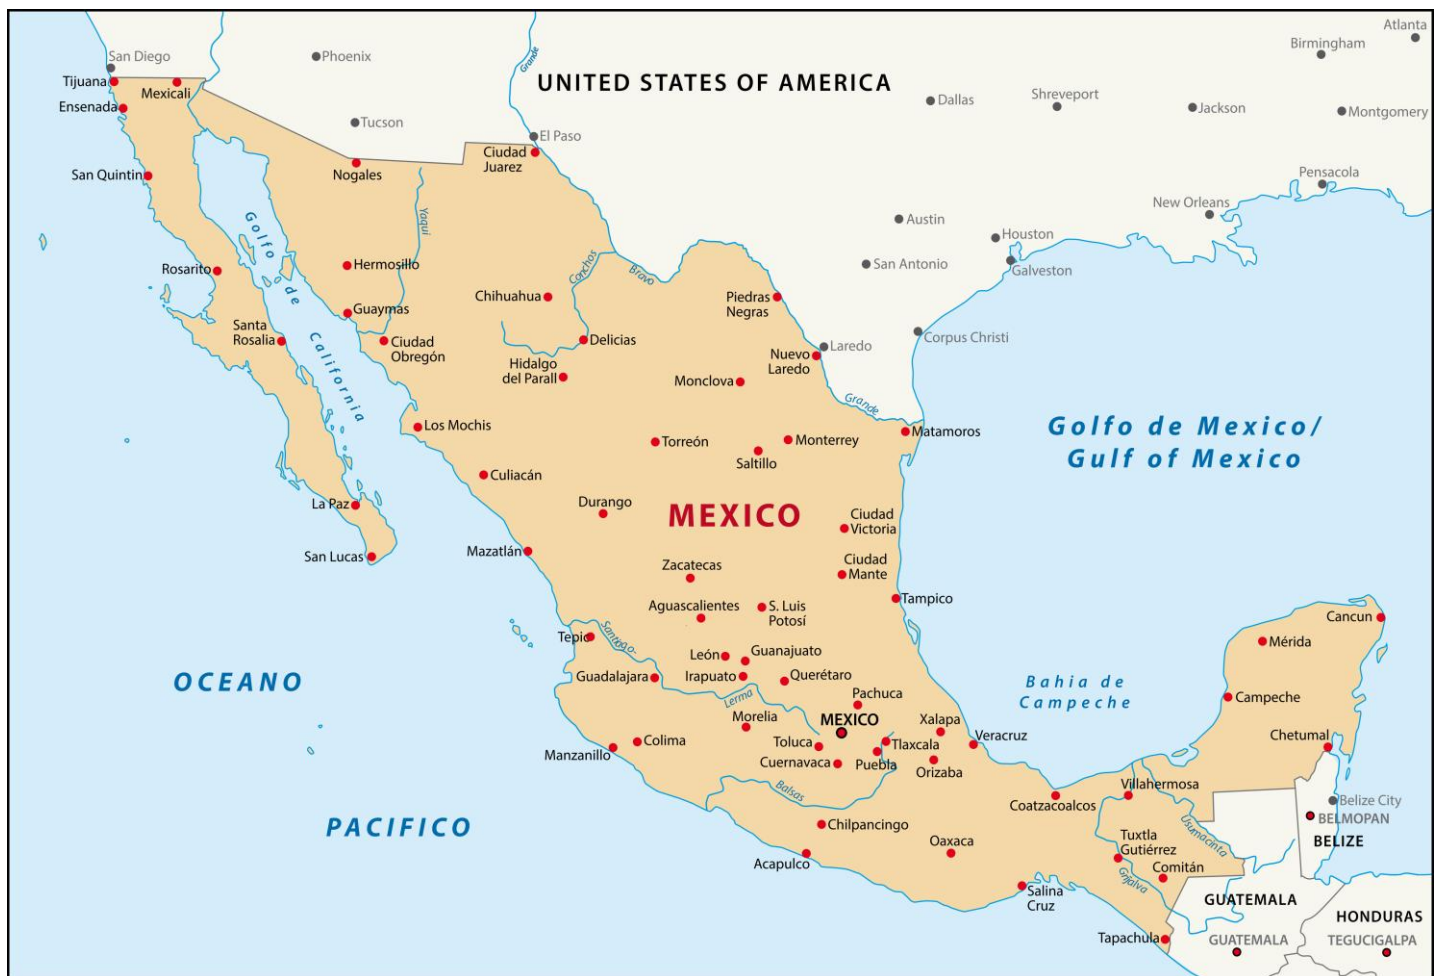 Atlanta
Birmingham
San Diego
Phoenix
Grande
UNITED STATES OF AMERICA
Tijuana
Mexicali
Dallas
Shreveport
Jackson
Montgomery
Ensenada
Tucson
El Paso
Ciudad
Juarez
Nogales
San Quintin
Pensacola
New Orleans
Yaqui
Golfo
de
California
Austin
Houston
San Antonio
Galveston
Rosarito
Hermosillo
Conchos
Bravo
Chihuahua
Piedras
Negras
Guaymas
Santa
Rosalia
Ciudad
Obregón
Delicias
Laredo
Corpus Christi
Nuevo
Laredo
Hidalgo
del Parall
Monclova
Grande
Los Mochis
Torreón
Monterrey
Matamoros
Saltillo
Golfo de Mexico/
Gulf of Mexico
Culiacán
La Paz
Durango
MEXICO
Ciudad
Victoria
San Lucas
Mazatlán
Zacatecas
Ciudad
Mante
Aguascalientes
S. Luis
Potosí
Tampico
Cancun
Tepic
Santiago-
León
Guanajuato
Mérida
Guadalajara
Irapuato
Querétaro
OCEANO
Bahia de
Campeche
Lerma
Pachuca
Campeche
Morelia
MEXICO
Xalapa
Veracruz
Manzanillo
Colima
Toluca
Tlaxcala
Chetumal
Cuernavaca
Puebla
Orizaba
Balsas
Coatzacoalcos
Villahermosa
Belize City
PACIFICO
Chilpancingo
Usumacinta
BELMOPAN
BELIZE
Acapulco
Oaxaca
Tuxtla
Gutiérrez
Comitán
Grijalva
Salina
Cruz
GUATEMALA
HONDURAS
Tapachula
GUATEMALA
TEGUCIGALPA